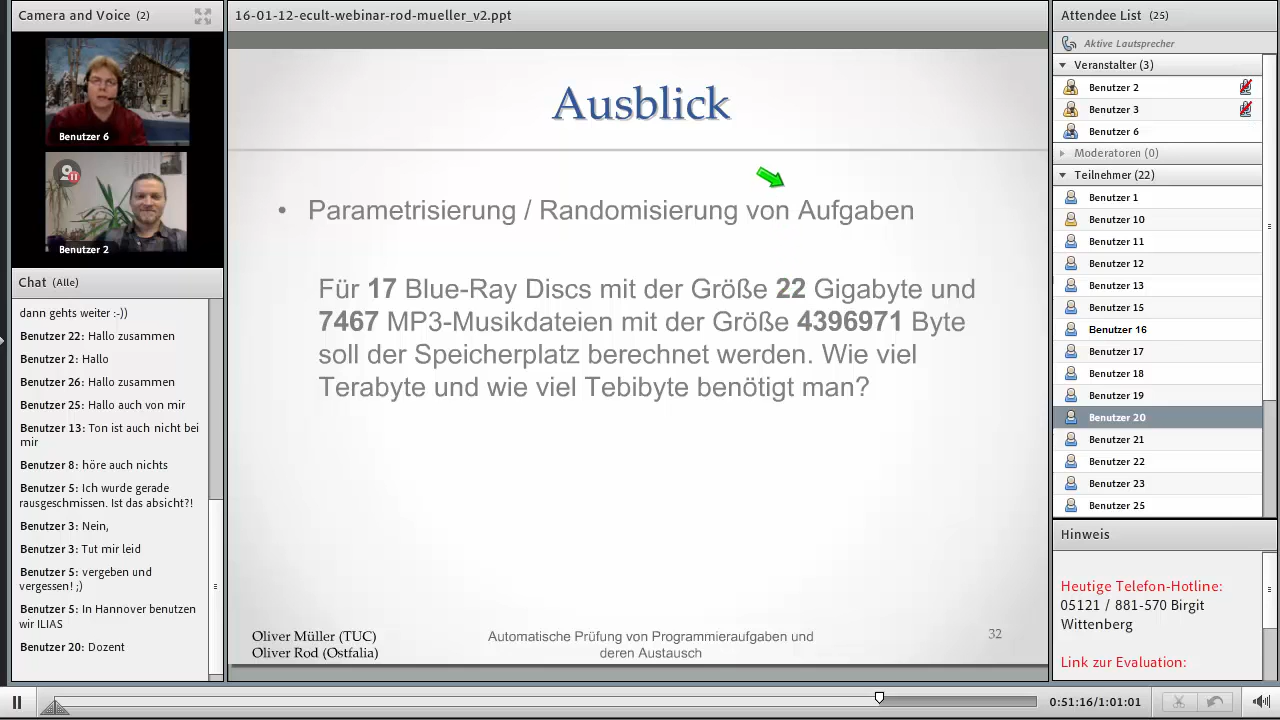 Camera and Voice (2)
Benutzer 6
Benutzer 2
Chat (Alle)
dann gehts weiter :-))
Benutzer 22: Hallo zusammen
Benutzer 2: Hallo
Benutzer 26: Hallo zusammen
Benutzer 25: Hallo auch von mir
Benutzer 13: Ton ist auch nicht bei
mir
Benutzer 8: höre auch nichts
Benutzer 5: Ich wurde gerade
rausgeschmissen. Ist das absicht?!
Benutzer 3: Nein,
Benutzer 3: Tut mir leid
Benutzer 5: vergeben und
vergessen! ;)
Benutzer 5: In Hannover benutzen
wir ILIAS
Benutzer 20: Dozent
16-01-12-ecult-webinar-rod-mueller_v2.ppt
Ausblick
• Parametrisierung / Randomisierung von Aufgaben
Für 17 Blue-Ray Discs mit der Größe 22 Gigabyte und
7467 MP3-Musikdateien mit der Größe 4396971 Byte
soll der Speicherplatz berechnet werden. Wie viel
Terabyte und wie viel Tebibyte benötigt man?
Oliver Müller (TUC)
Oliver Rod (Ostfalia)
Automatische Prüfung von Programmieraufgaben und
deren Austausch
32
Attendee List (25)
Aktive Lautsprecher
Veranstalter (3)
Benutzer 2
Benutzer 3
Benutzer 6
Moderatoren (0)
Teilnehmer (22)
Benutzer 1
Benutzer 10
Benutzer 11
Benutzer 12
Benutzer 13
Benutzer 15
Benutzer 16
Benutzer 17
Benutzer 18
Benutzer 19
Benutzer 20
Benutzer 21
Benutzer 22
Benutzer 23
Benutzer 25
Hinweis
Heutige Telefon-Hotline:
05121 / 881-570 Birgit
Wittenberg
Link zur Evaluation:
0:51:16/1:01:01